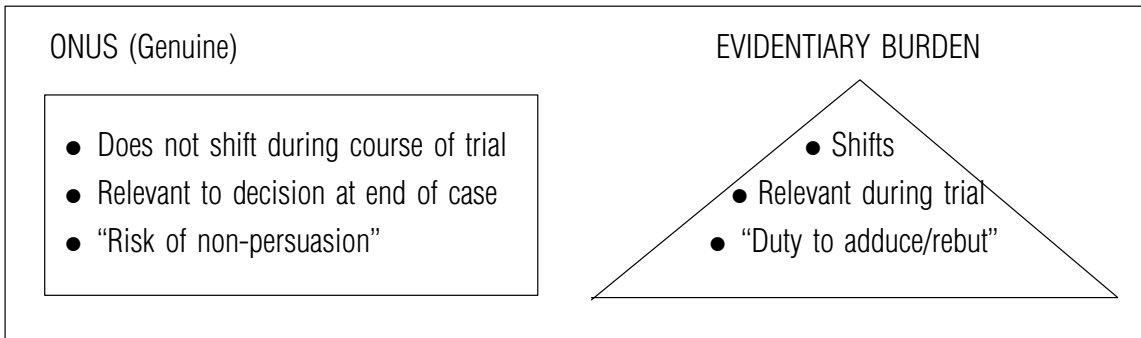 ONUS (Genuine)
● Does not shift during course of trial
● Relevant to decision at end of case
● “Risk of non-persuasion”
EVIDENTIARY BURDEN
● Shifts
● Relevant during trial
● “Duty to adduce/rebut”